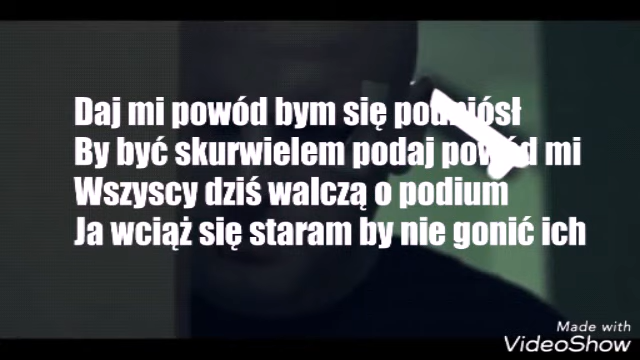 Daj mi powód bym się podniósł
By być skurwielem podaj powód mi
Wszyscy dziś walczą o podium
Ja wciąż się staram by nie gonić ich
Made with
VideoShow